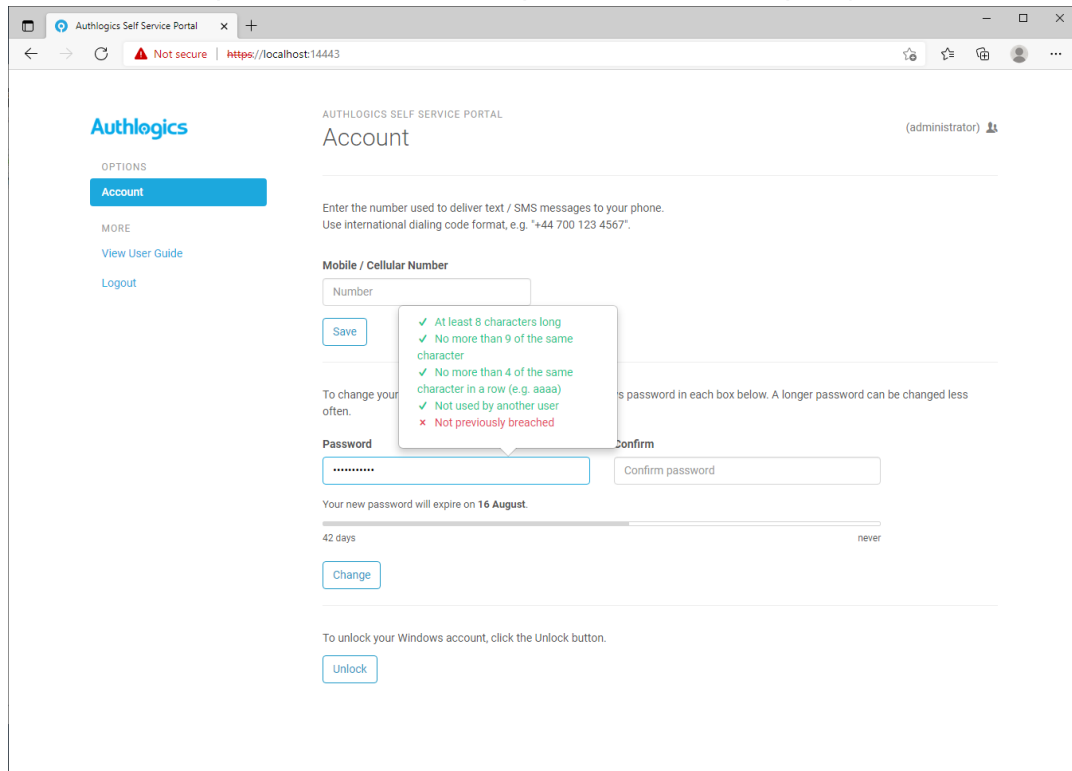 Authlogics Self Service Portal
Not secure | https://localhost:14443
Authlogics
OPTIONS
Account
MORE
View User Guide
Logout
AUTHLOGICS SELF SERVICE PORTAL
Account
(administrator)
Enter the number used to deliver text / SMS messages to your phone.
Use international dialing code format, e.g. "+44 700 123 4567".
Mobile / Cellular Number
Number
Save
At least 8 characters long
No more than 9 of the same
character
No more than 4 of the same
character in a row (e.g. aaaa)
Not used by another user
Not previously breached
To change your s password in each box below. A longer password can be changed less
often.
Password
Confirm
Confirm password
Your new password will expire on 16 August.
42 days
never
Change
To unlock your Windows account, click the Unlock button.
Unlock